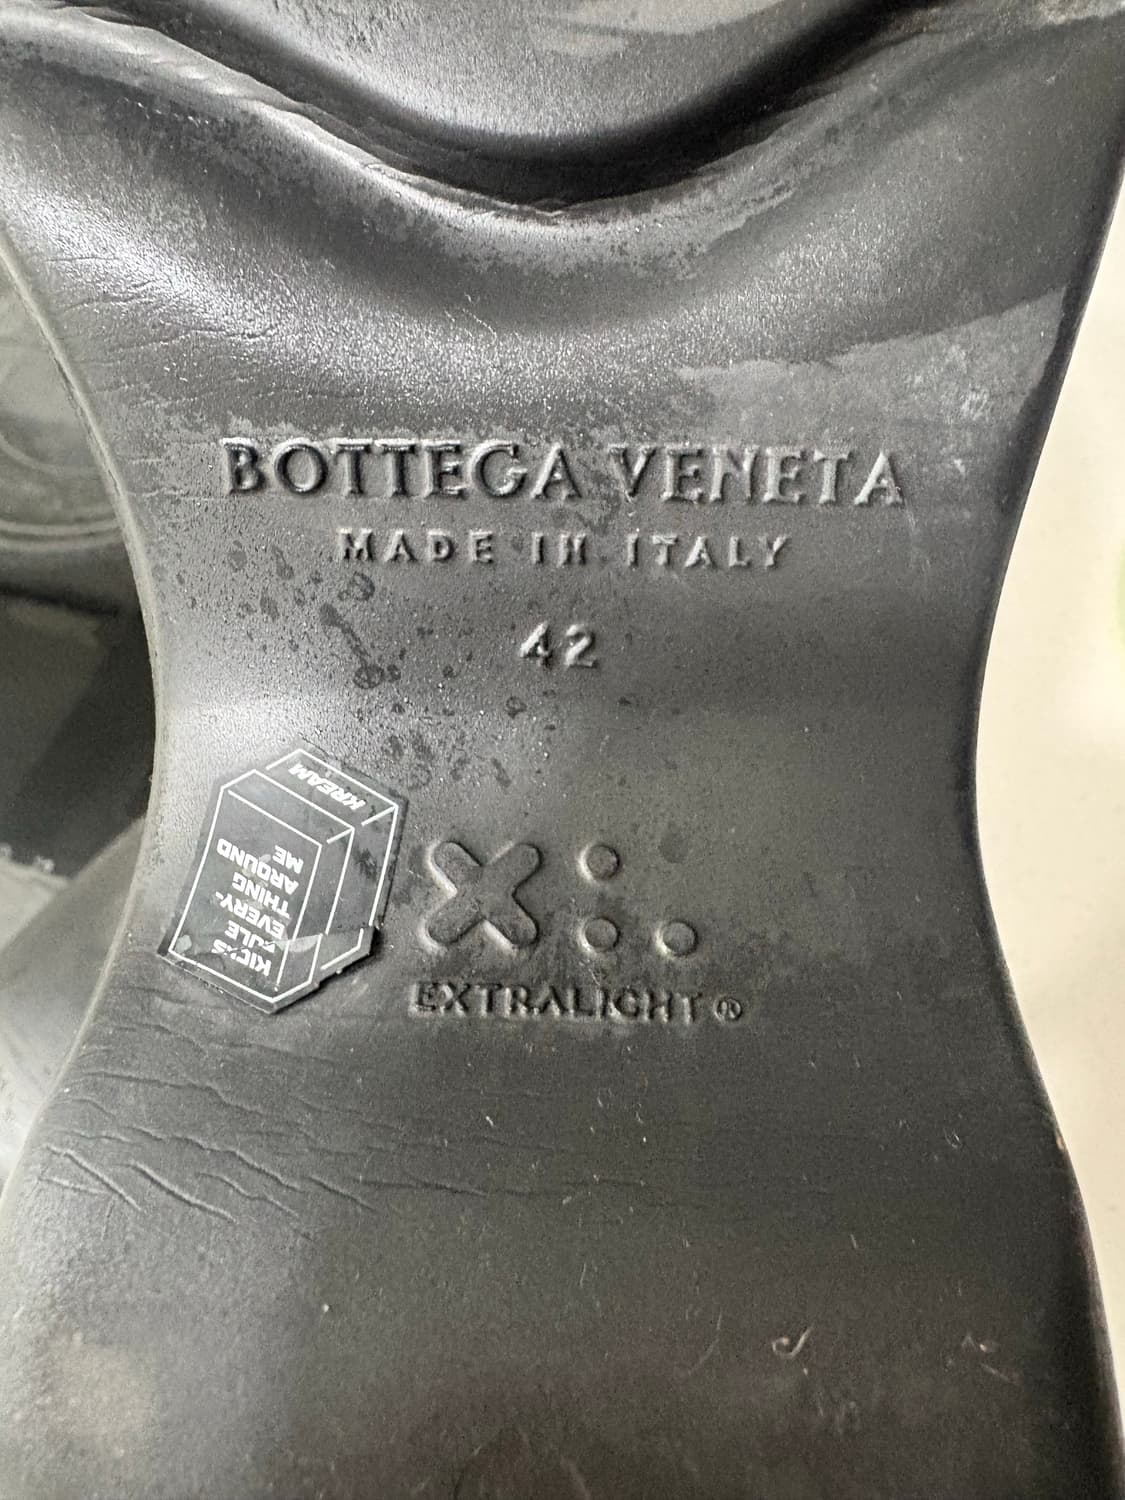 BOTTEGA VENETA
MADE IN ITALY
42
EXTRALIGHT®
KREAM
KICKS
RULE
EVERY-
THING
AROUND
ME